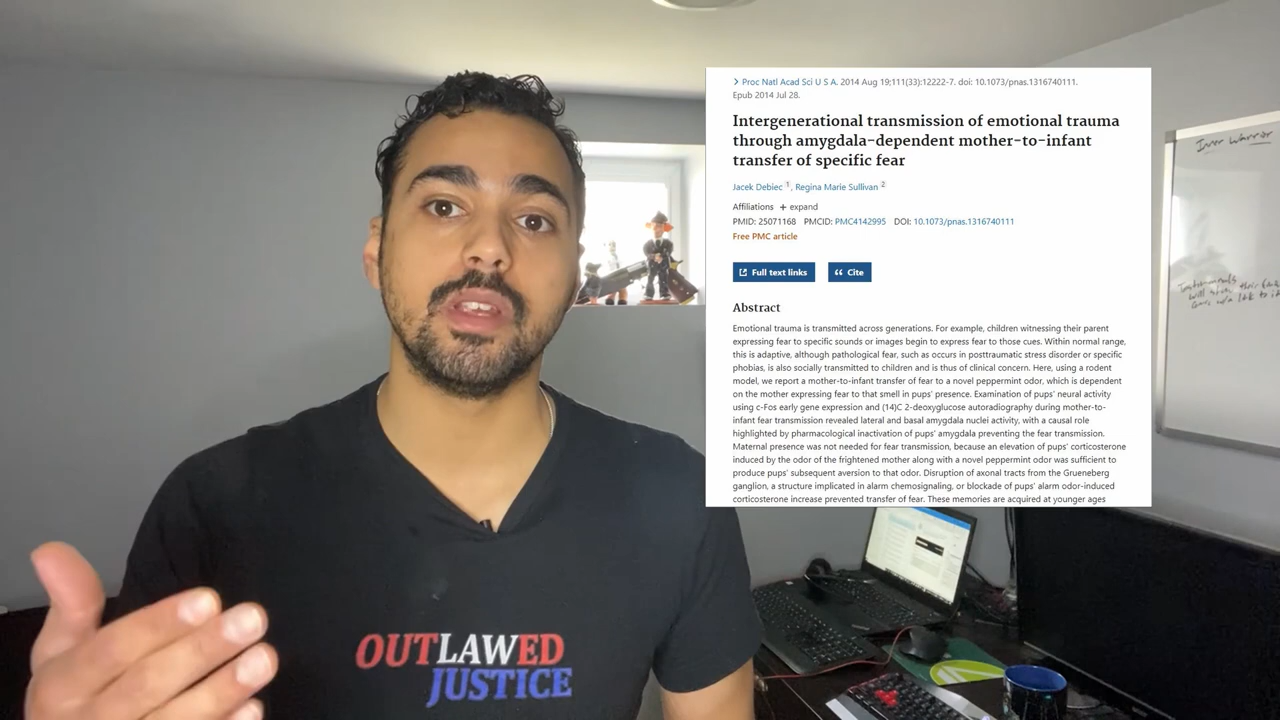 Proc Natl Acad Sci U S A. 2014 Aug 19;111(33):12222-7. doi: 10.1073/pnas.1316740111.
Epub 2014 Jul 28.
Intergenerational transmission of emotional trauma
through amygdala-dependent mother-to-infant
transfer of specific fear
Jacek Debiec 1, Regina Marie Sullivan 2
Affiliations + expand
PMID: 25071168 PMCID: PMC4142995 DOI: 10.1073/pnas.1316740111
Free PMC article
Full text links
Cite
Abstract
Emotional trauma is transmitted across generations. For example, children witnessing their parent
expressing fear to specific sounds or images begin to express fear to those cues. Within normal range,
this is adaptive, although pathological fear, such as occurs in posttraumatic stress disorder or specific
phobias, is also socially transmitted to children and is thus of clinical concern. Here, using a rodent
model, we report a mother-to-infant transfer of fear to a novel peppermint odor, which is dependent
on the mother expressing fear to that smell in pups' presence. Examination of pups' neural activity
using c-Fos early gene expression and (14)C 2-deoxyglucose autoradiography during mother-to-
infant fear transmission revealed lateral and basal amygdala nuclei activity, with a causal role
highlighted by pharmacological inactivation of pups' amygdala preventing the fear transmission.
Maternal presence was not needed for fear transmission, because an elevation of pups' corticosterone
induced by the odor of the frightened mother along with a novel peppermint odor was sufficient to
produce pups' subsequent aversion to that odor. Disruption of axonal tracts from the Grueneberg
ganglion, a structure implicated in alarm chemosignaling, or blockade of pups' alarm odor-induced
corticosterone increase prevented transfer of fear. These memories are acquired at younger ages
Inner Warrior
will their
OUTLAWED
JUSTICE